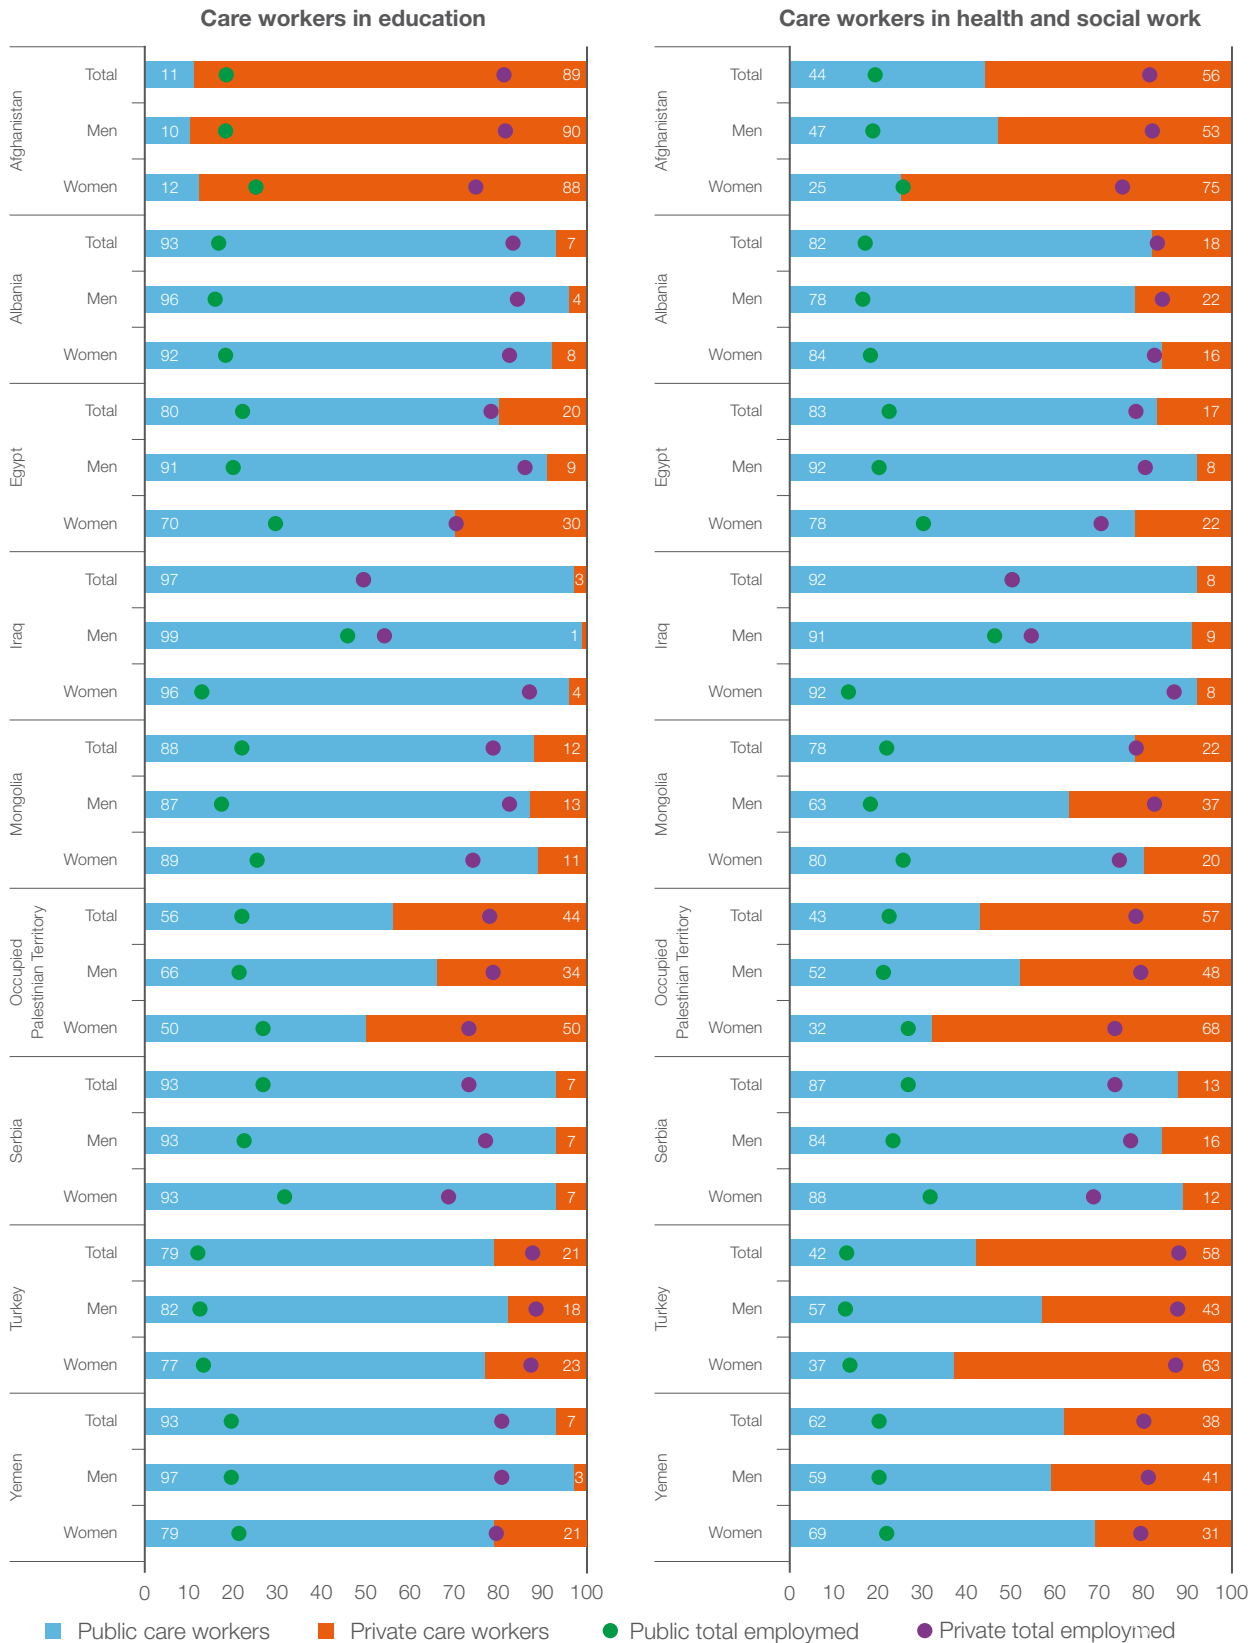 Care workers in education
Care workers in health and social work
Afghanistan
Total 11 89
Men 10 90
Women 12 88
Albania
Total 93 7
Men 96 4
Women 92 8
Egypt
Total 80 20
Men 91 9
Women 70 30
Iraq
Total 97 3
Men 99 1
Women 96 4
Mongolia
Total 88 12
Men 87 13
Women 89 11
Occupied
Palestinian Territory
Total 56 44
Men 66 34
Women 50 50
Serbia
Total 93 7
Men 93 7
Women 93 7
Turkey
Total 79 21
Men 82 18
Women 77 23
Yemen
Total 93 7
Men 97 3
Women 79 21
0 10 20 30 40 50 60 70 80 90 100
Afghanistan
Total 44 56
Men 47 53
Women 25 75
Albania
Total 82 18
Men 78 22
Women 84 16
Egypt
Total 83 17
Men 92 8
Women 78 22
Iraq
Total 92 8
Men 91 9
Women 92 8
Mongolia
Total 78 22
Men 63 37
Women 80 20
Occupied
Palestinian Territory
Total 43 57
Men 52 48
Women 32 68
Serbia
Total 87 13
Men 84 16
Women 88 12
Turkey
Total 42 58
Men 57 43
Women 37 63
Yemen
Total 62 38
Men 59 41
Women 69 31
0 10 20 30 40 50 60 70 80 90 100
Public care workers
Private care workers
Public total employmed
Private total employmed